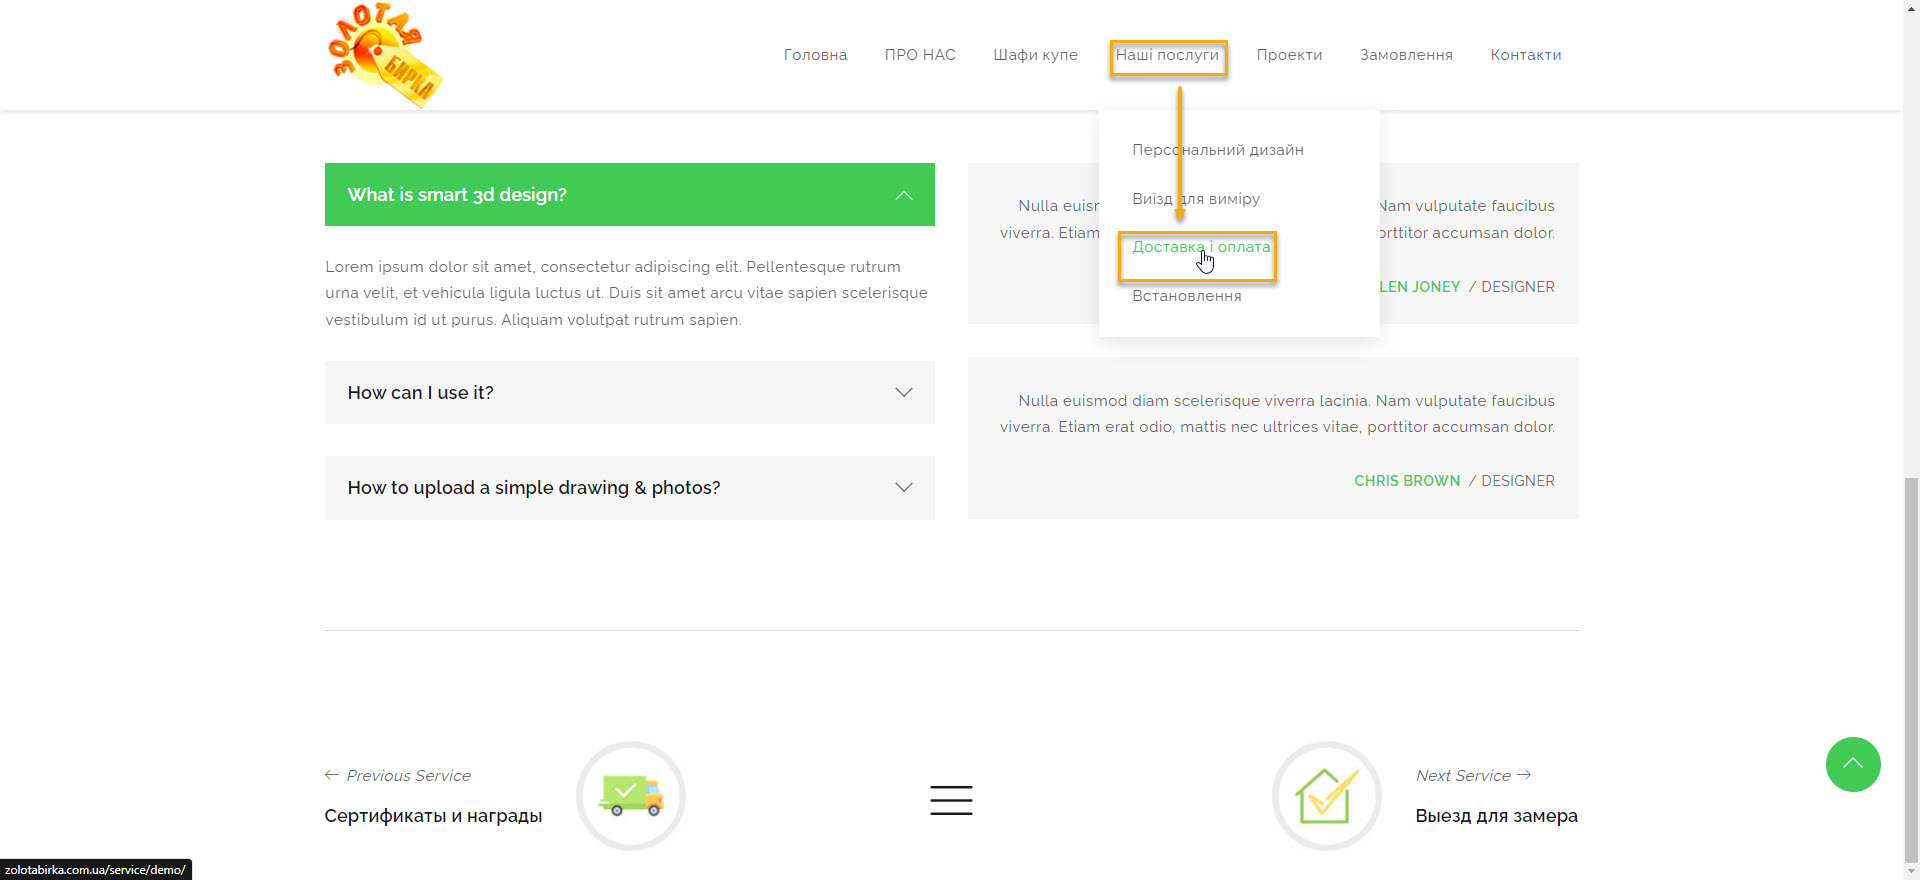 ЗОЛОТАЯ
БИРКА
Головна
ПРО НАС
Шафи купе
Наші послуги
Проекти
Замовлення
Контакти
Персональний дизайн
Виїзд для виміру
Доставка і оплата
Встановлення
What is smart 3d design?
Lorem ipsum dolor sit amet, consectetur adipiscing elit. Pellentesque rutrum
urna velit, et vehicula ligula luctus ut. Duis sit amet arcu vitae sapien scelerisque
vestibulum id ut purus. Aliquam volutpat rutrum sapien.
How can I use it?
How to upload a simple drawing & photos?
Nulla Nam vulputate faucibus
viverra. Etiam porttitor accumsan dolor.
JONEY / DESIGNER
Nulla euismod diam scelerisque viverra lacinia. Nam vulputate faucibus
viverra. Etiam erat odio, mattis nec ultrices vitae, porttitor accumsan dolor.
CHRIS BROWN / DESIGNER
← Previous Service
Сертификаты и награды
Next Service →
Выезд для замера
zolotabirka.com.ua/service/demo/